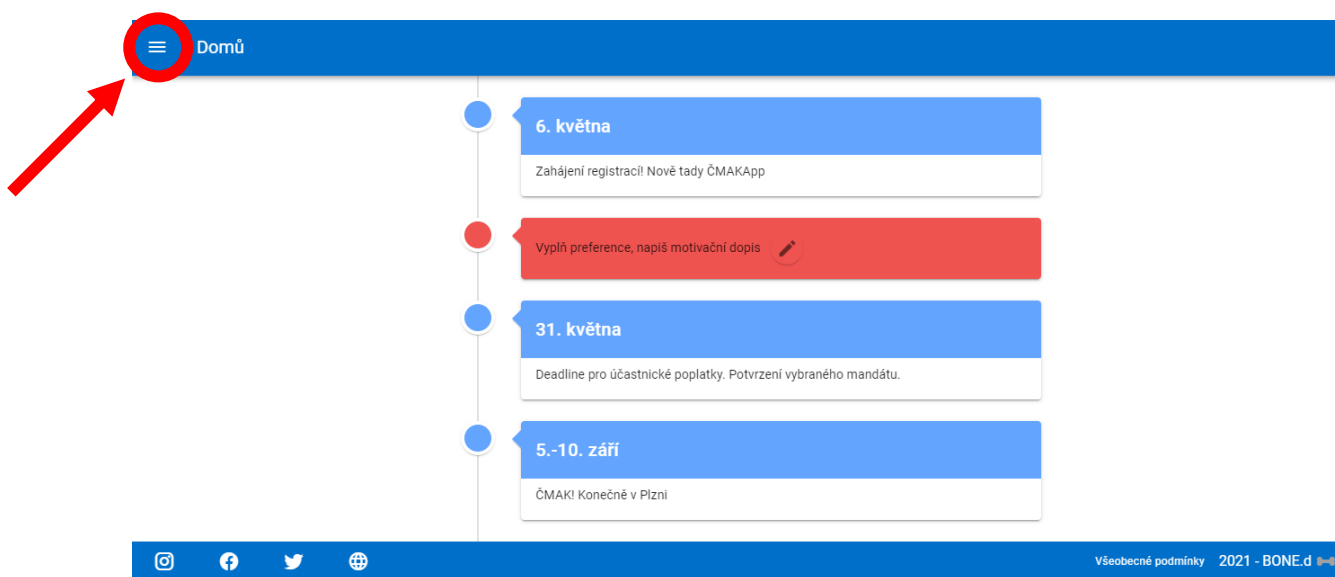 Domů
6. května
Zahájení registrací! Nově tady ČMAKApp
Vyplň preference, napiš motivační dopis
31. května
Deadline pro účastnické poplatky. Potvrzení vybraného mandátu.
5.-10. září
ČMAK! Konečně v Plzni
Všeobecné podmínky 2021 - BONE.d